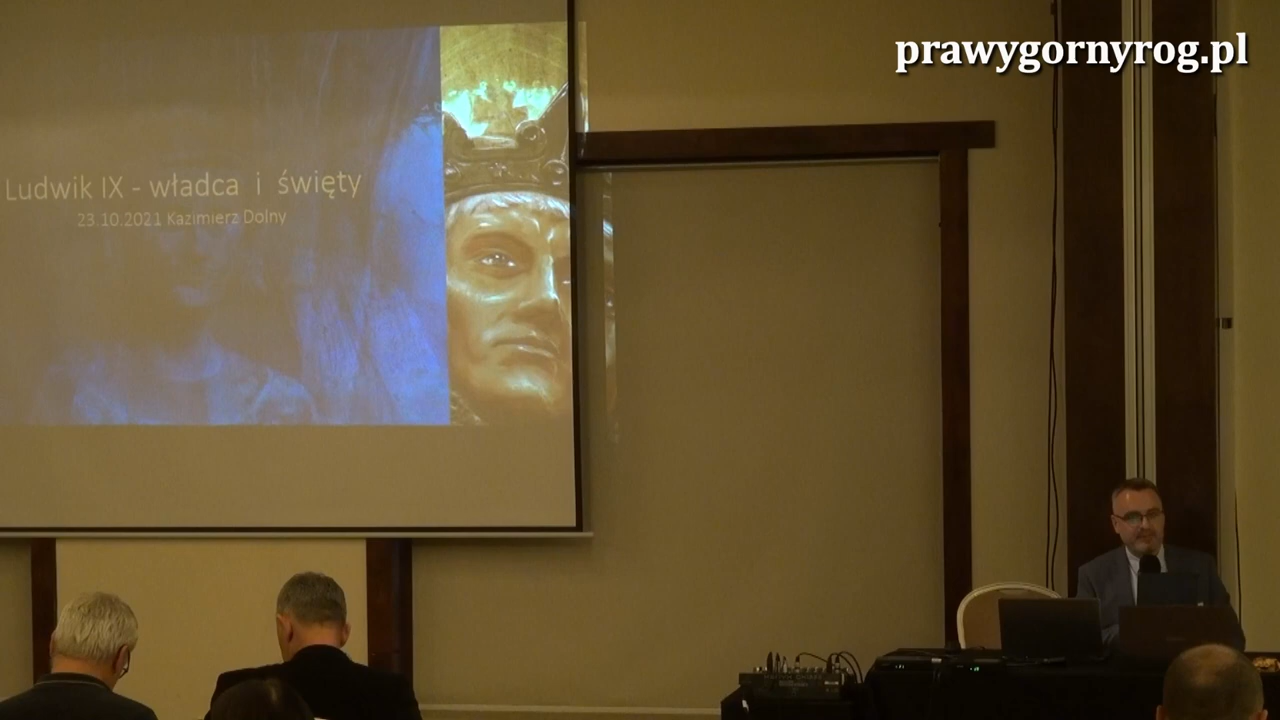 prawygornyrog.pl
Ludwik IX - władca i święty
23.10.2021 Kazimierz Dolny